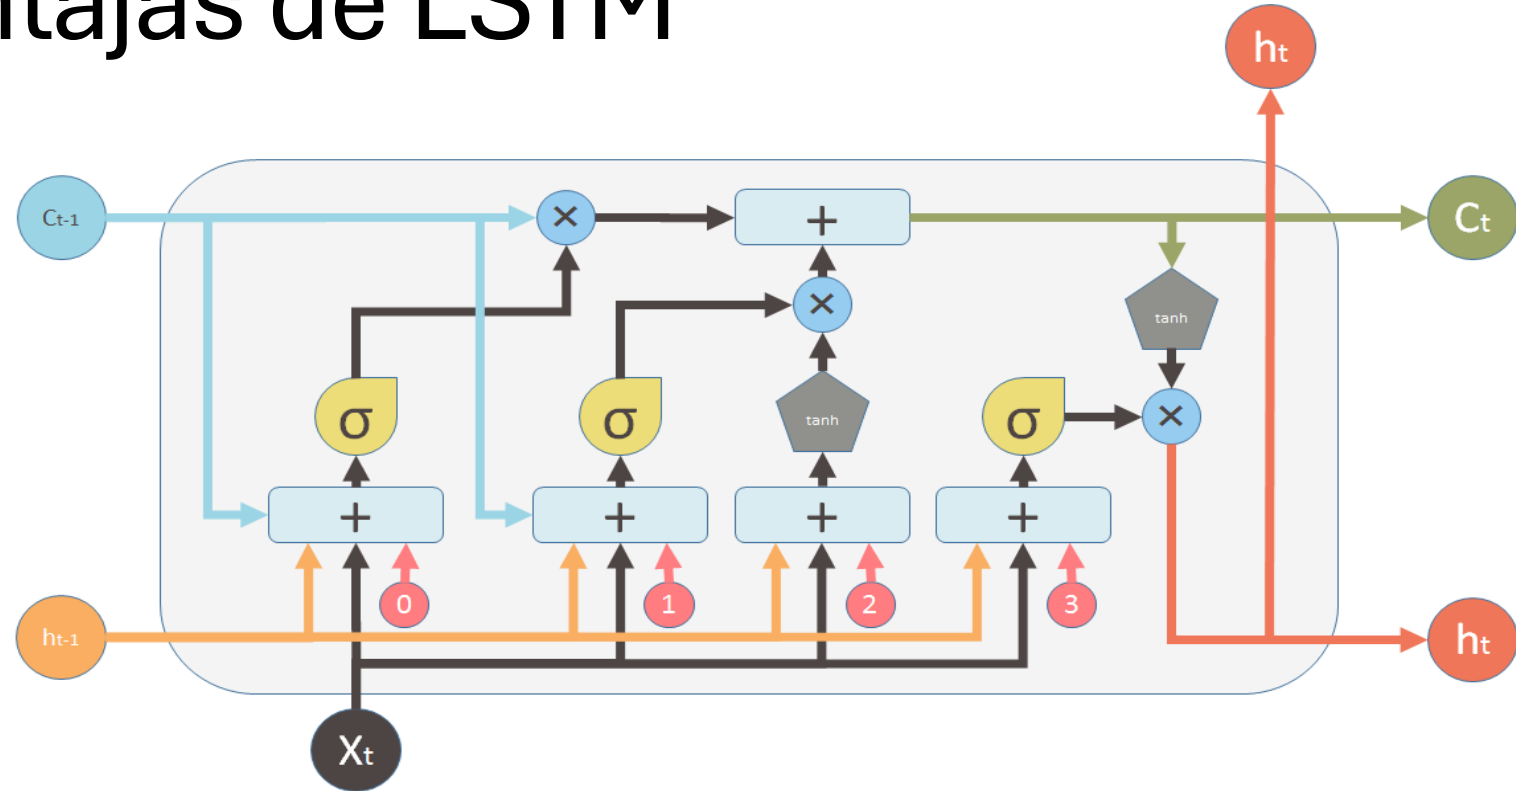 ntajas de LSTM
ht
Ct-1
×
+
Ct
×
tanh
σ
σ
tanh
σ
×
+
+
+
+
0
1
2
3
ht-1
ht
Xt